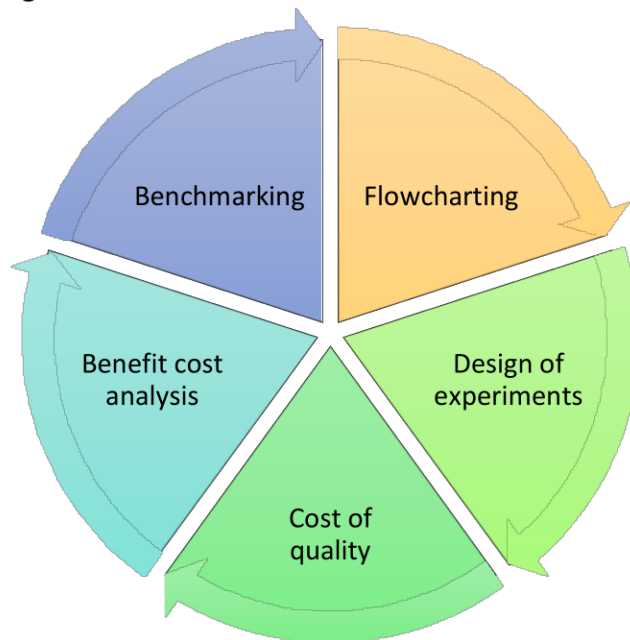 Benchmarking
Flowcharting
Benefit cost
analysis
Design of
experiments
Cost of
quality